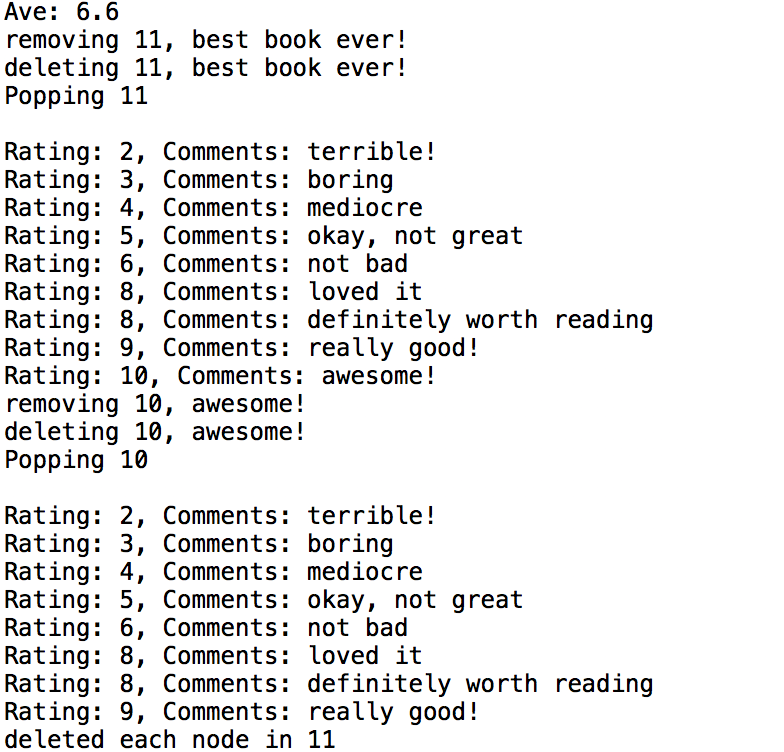 Ave: 6.6
removing 11, best book ever!
deleting 11, best book ever!
Popping 11

Rating: 2, Comments: terrible!
Rating: 3, Comments: boring
Rating: 4, Comments: mediocre
Rating: 5, Comments: okay, not great
Rating: 6, Comments: not bad
Rating: 8, Comments: loved it
Rating: 8, Comments: definitely worth reading
Rating: 9, Comments: really good!
Rating: 10, Comments: awesome!
removing 10, awesome!
deleting 10, awesome!
Popping 10

Rating: 2, Comments: terrible!
Rating: 3, Comments: boring
Rating: 4, Comments: mediocre
Rating: 5, Comments: okay, not great
Rating: 6, Comments: not bad
Rating: 8, Comments: loved it
Rating: 8, Comments: definitely worth reading
Rating: 9, Comments: really good!
deleted each node in 11